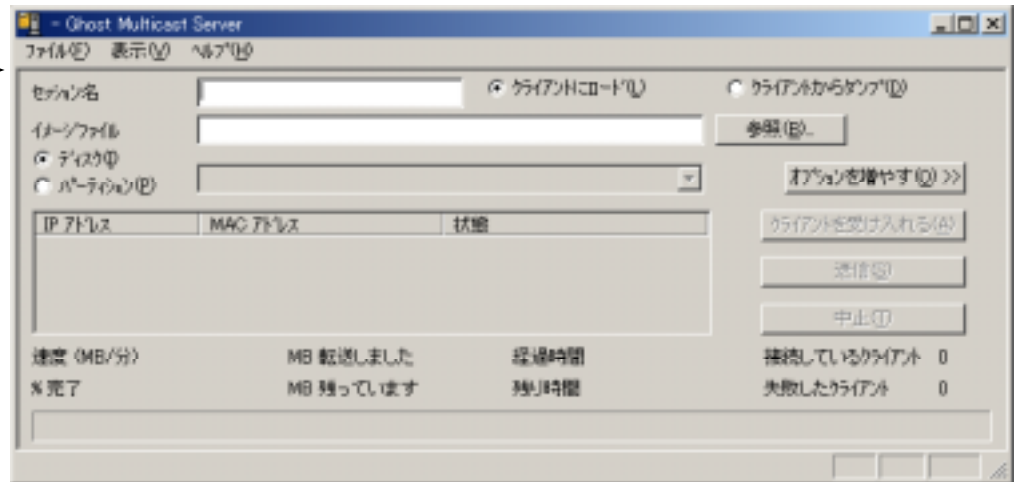 - Ghost Multicast Server
ファイル(F) 表示(V) ヘルプ(H)
セッション名 クライアントにロード(L) クライアントからダンプ(D)
イメージファイル 参照(B)...
ディスク(I)
パーティション(P) オプションを増やす(O) >>
IP アドレス MAC アドレス 状態 クライアントを受け入れる(A)
送信(S)
中止(T)
速度 (MB/分) MB 転送しました 経過時間 接続しているクライアント 0
% 完了 MB 残っています 残り時間 失敗したクライアント 0